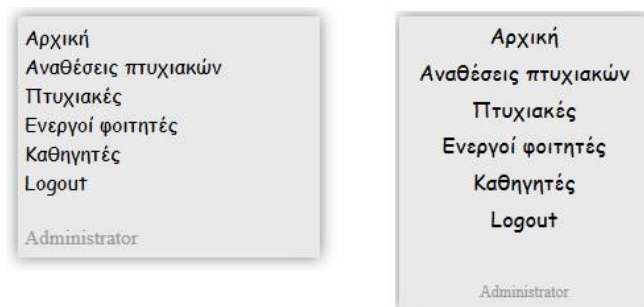 Αρχική
Αναθέσεις πτυχιακών
Πτυχιακές
Ενεργοί φοιτητές
Καθηγητές
Logout
Administrator
Αρχική
Αναθέσεις πτυχιακών
Πτυχιακές
Ενεργοί φοιτητές
Καθηγητές
Logout
Administrator